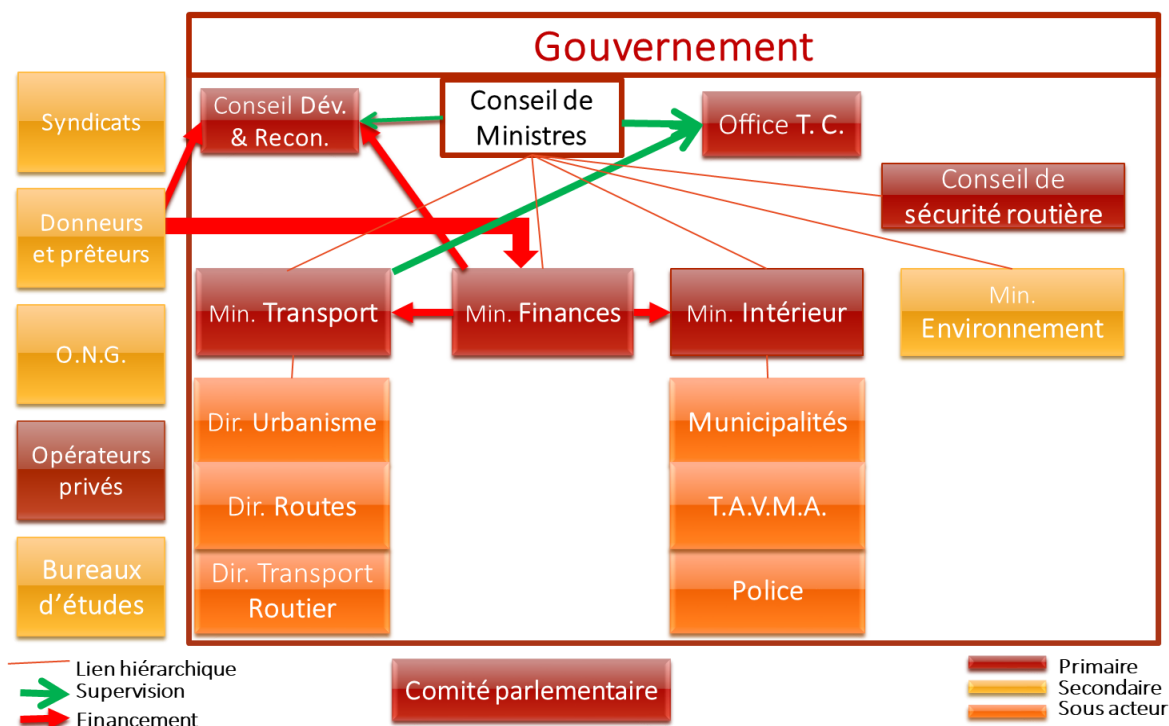 Gouvernement
Syndicats
Donneurs
et prêteurs
O.N.G.
Opérateurs
privés
Bureaux
d'études
Conseil Dév.
& Recon.
Conseil de
Ministres
Office T. C.
Conseil de
sécurité routière
Min. Transport
Min. Finances
Min. Intérieur
Min.
Environnement
Dir. Urbanisme
Dir. Routes
Dir. Transport
Routier
Municipalités
T.A.V.M.A.
Police
Lien hiérarchique
Supervision
Financement
Comité parlementaire
Primaire
Secondaire
Sous acteur